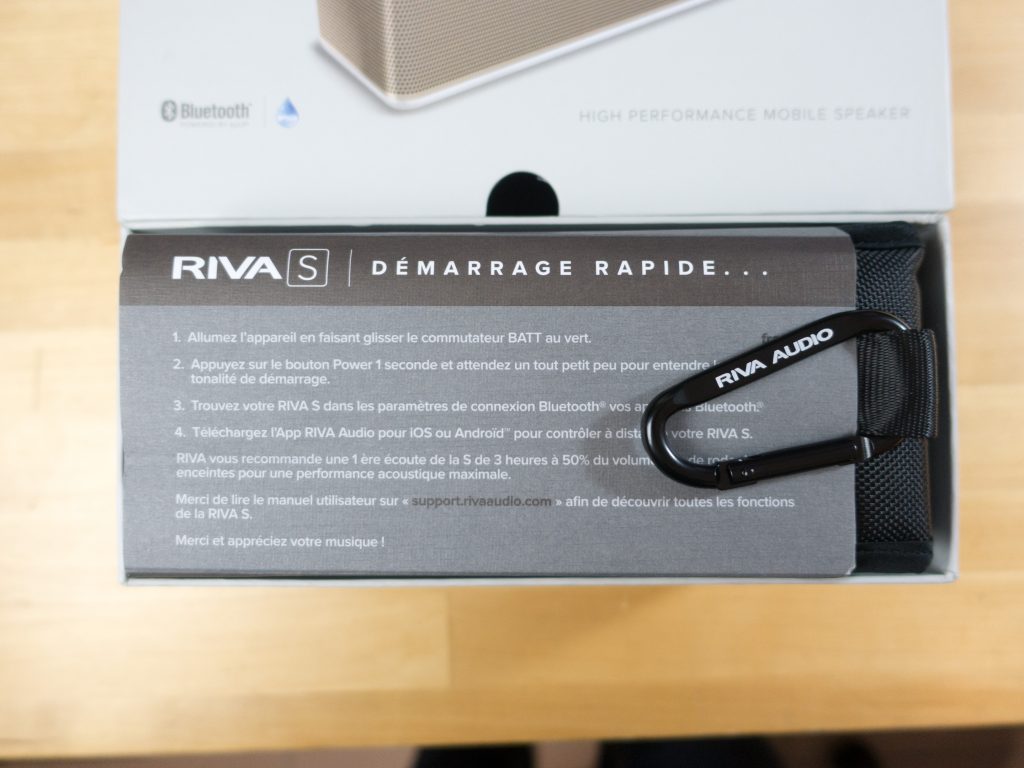 Bluetooth
HIGH PERFORMANCE MOBILE SPEAKER
RIVA S | DÉMARRAGE RAPIDE...
1. Allumez l'appareil en faisant glisser le commutateur BATT au vert.
2. Appuyez sur le bouton Power 1 seconde et attendez un tout petit peu pour entendre
tonalité de démarrage.
3. Trouvez votre RIVA S dans les paramètres de connexion Bluetooth® vos Bluetooth.®
4. Téléchargez l'App RIVA Audio pour iOS ou Androïd™ pour contrôler à votre RIVA S.
RIVA vous recommande une 1 ère écoute de la S de 3 heures à 50% du de
enceintes pour une performance acoustique maximale.
Merci de lire le manuel utilisateur sur « support.rivaaudio.com » afin de découvrir toutes les fonctions
de la RIVA S.
Merci et appréciez votre musique !
RIVA AUDIO